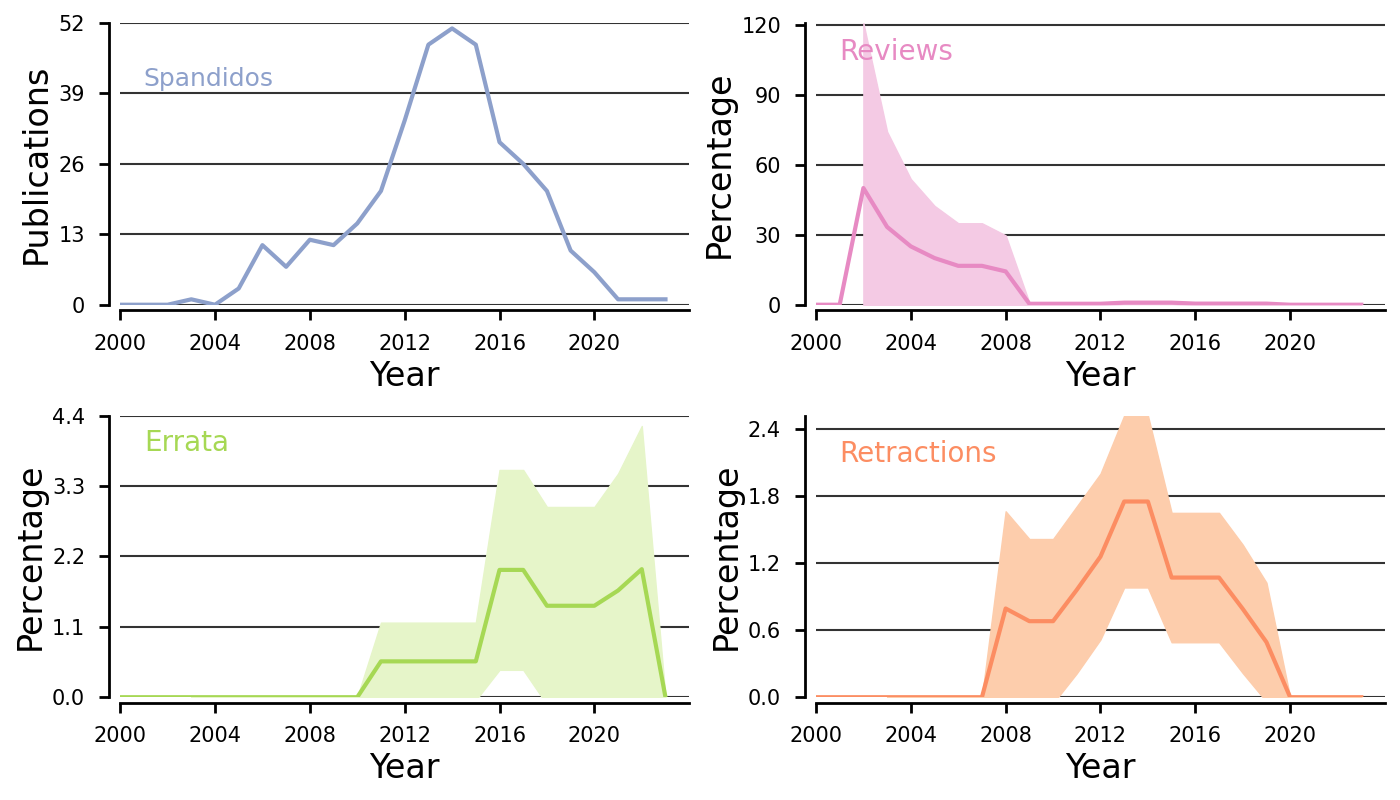 Publications
52
39
26
13
0
Spandidos
2000 2004 2008 2012 2016 2020
Year
Percentage
120
90
60
30
0
Reviews
2000 2004 2008 2012 2016 2020
Year
Percentage
4.4
3.3
2.2
1.1
0.0
Errata
2000 2004 2008 2012 2016 2020
Year
Percentage
2.4
1.8
1.2
0.6
0.0
Retractions
2000 2004 2008 2012 2016 2020
Year